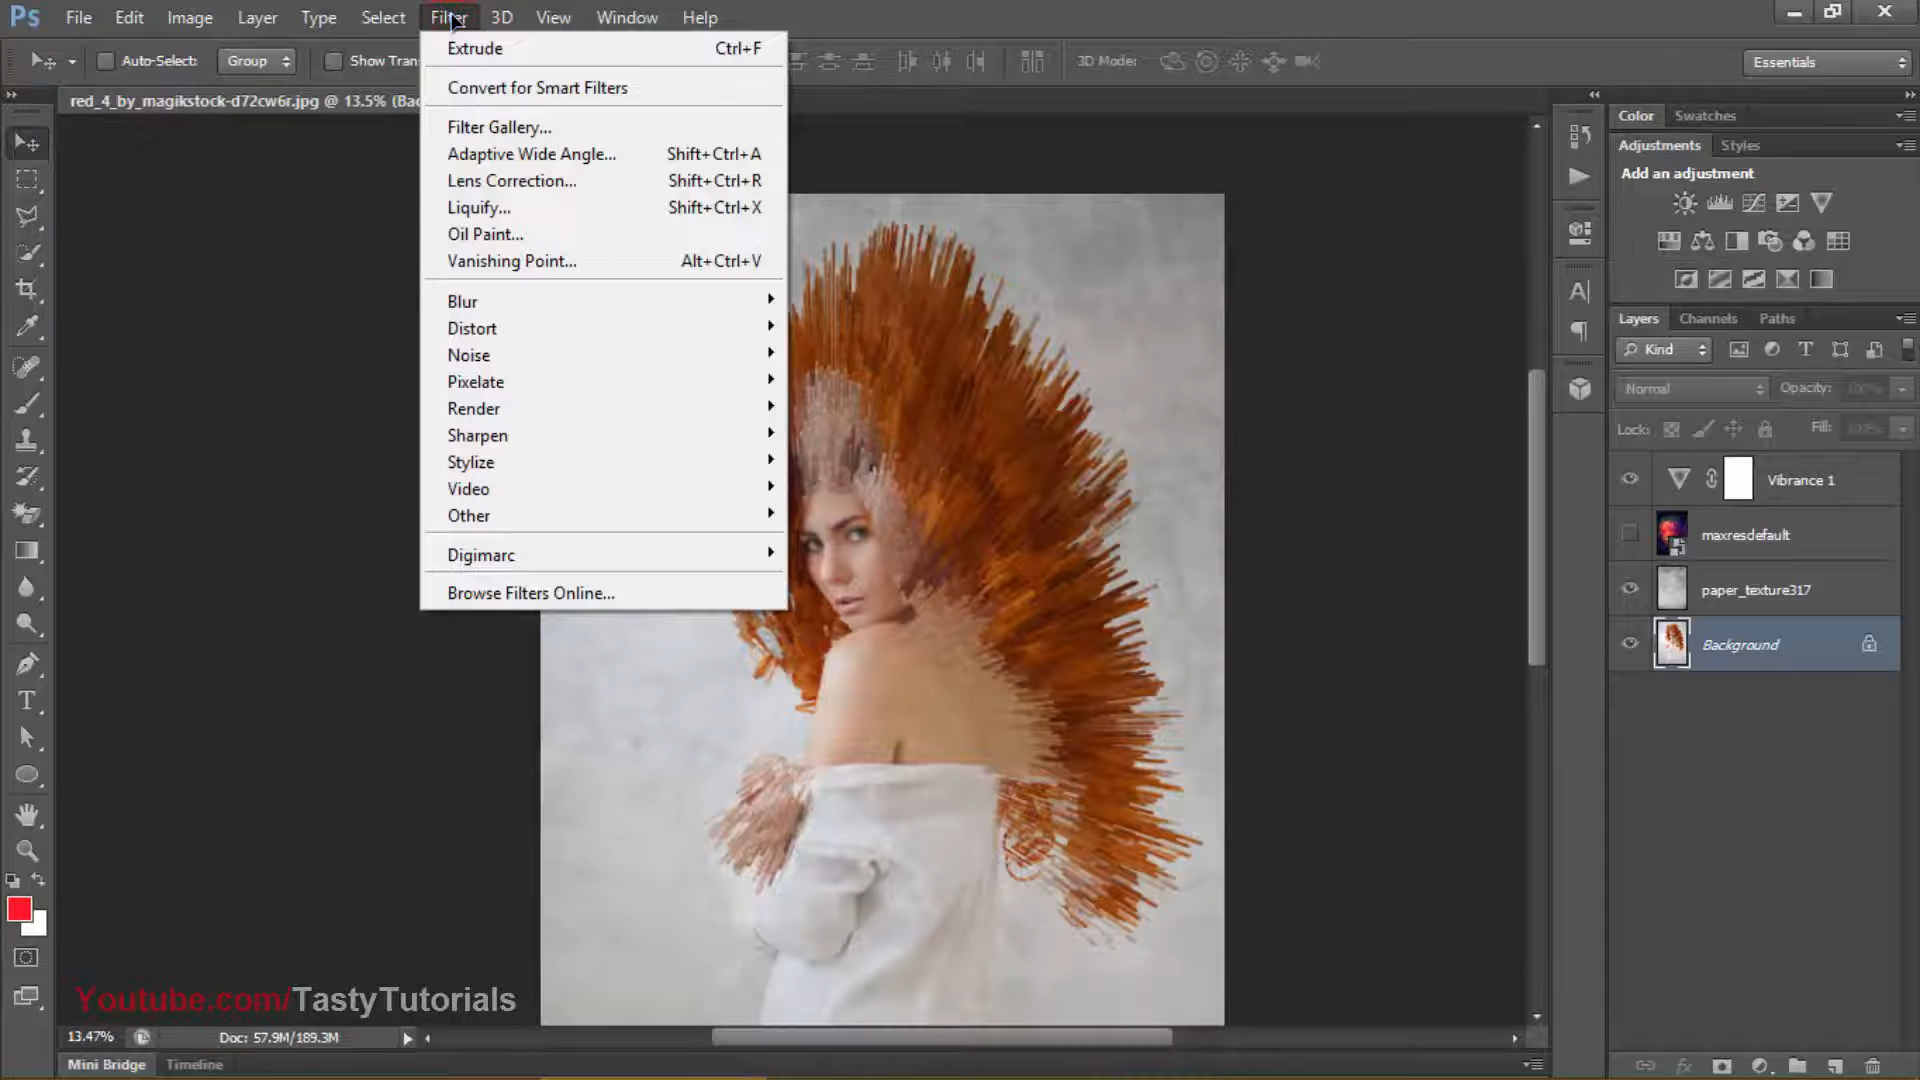 Ps File Edit Image Layer Type Select Filter 3D View Window Help
Auto-Select: Group Show Tran 3D Mode: Essentials
red_4_by_magikstock-d72cw6r.jpg @ 13.5% (Bac
Extrude Ctrl+F
Convert for Smart Filters
Filter Gallery...
Adaptive Wide Angle... Shift+Ctrl+A
Lens Correction... Shift+Ctrl+R
Liquify... Shift+Ctrl+X
Oil Paint...
Vanishing Point... Alt+Ctrl+V
Blur
Distort
Noise
Pixelate
Render
Sharpen
Stylize
Video
Other
Digimarc
Browse Filters Online...
Color Swatches
Adjustments Styles
Add an adjustment
Layers Channels Paths
Kind
Normal Opacity: 100%
Lock: Fill: 100%
Vibrance 1
maxresdefault
paper_texture317
Background
Youtube.com/TastyTutorials
13.47% Doc: 57.9M/189.3M
Mini Bridge Timeline